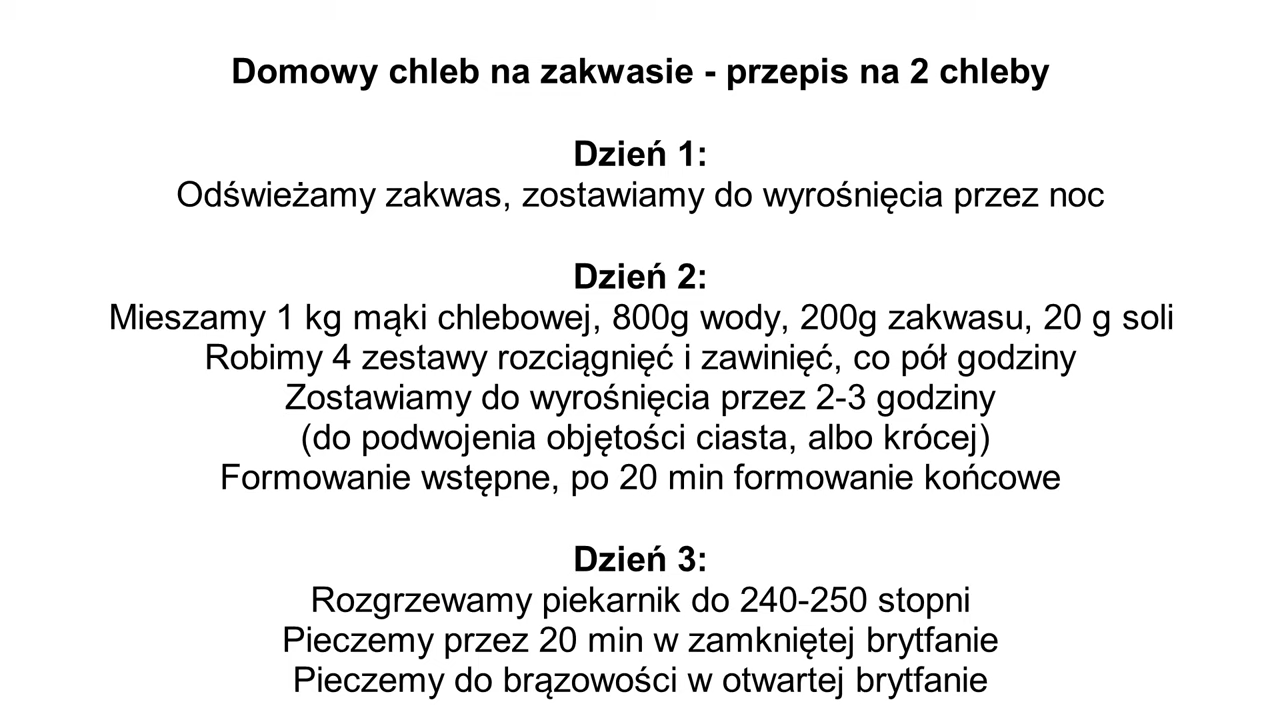 Domowy chleb na zakwasie - przepis na 2 chleby
Dzień 1:
Odświeżamy zakwas, zostawiamy do wyrośnięcia przez noc
Dzień 2:
Mieszamy 1 kg mąki chlebowej, 800g wody, 200g zakwasu, 20 g soli
Robimy 4 zestawy rozciągnięć i zawinięć, co pół godziny
Zostawiamy do wyrośnięcia przez 2-3 godziny
(do podwojenia objętości ciasta, albo krócej)
Formowanie wstępne, po 20 min formowanie końcowe
Dzień 3:
Rozgrzewamy piekarnik do 240-250 stopni
Pieczemy przez 20 min w zamkniętej brytfanie
Pieczemy do brązowości w otwartej brytfanie